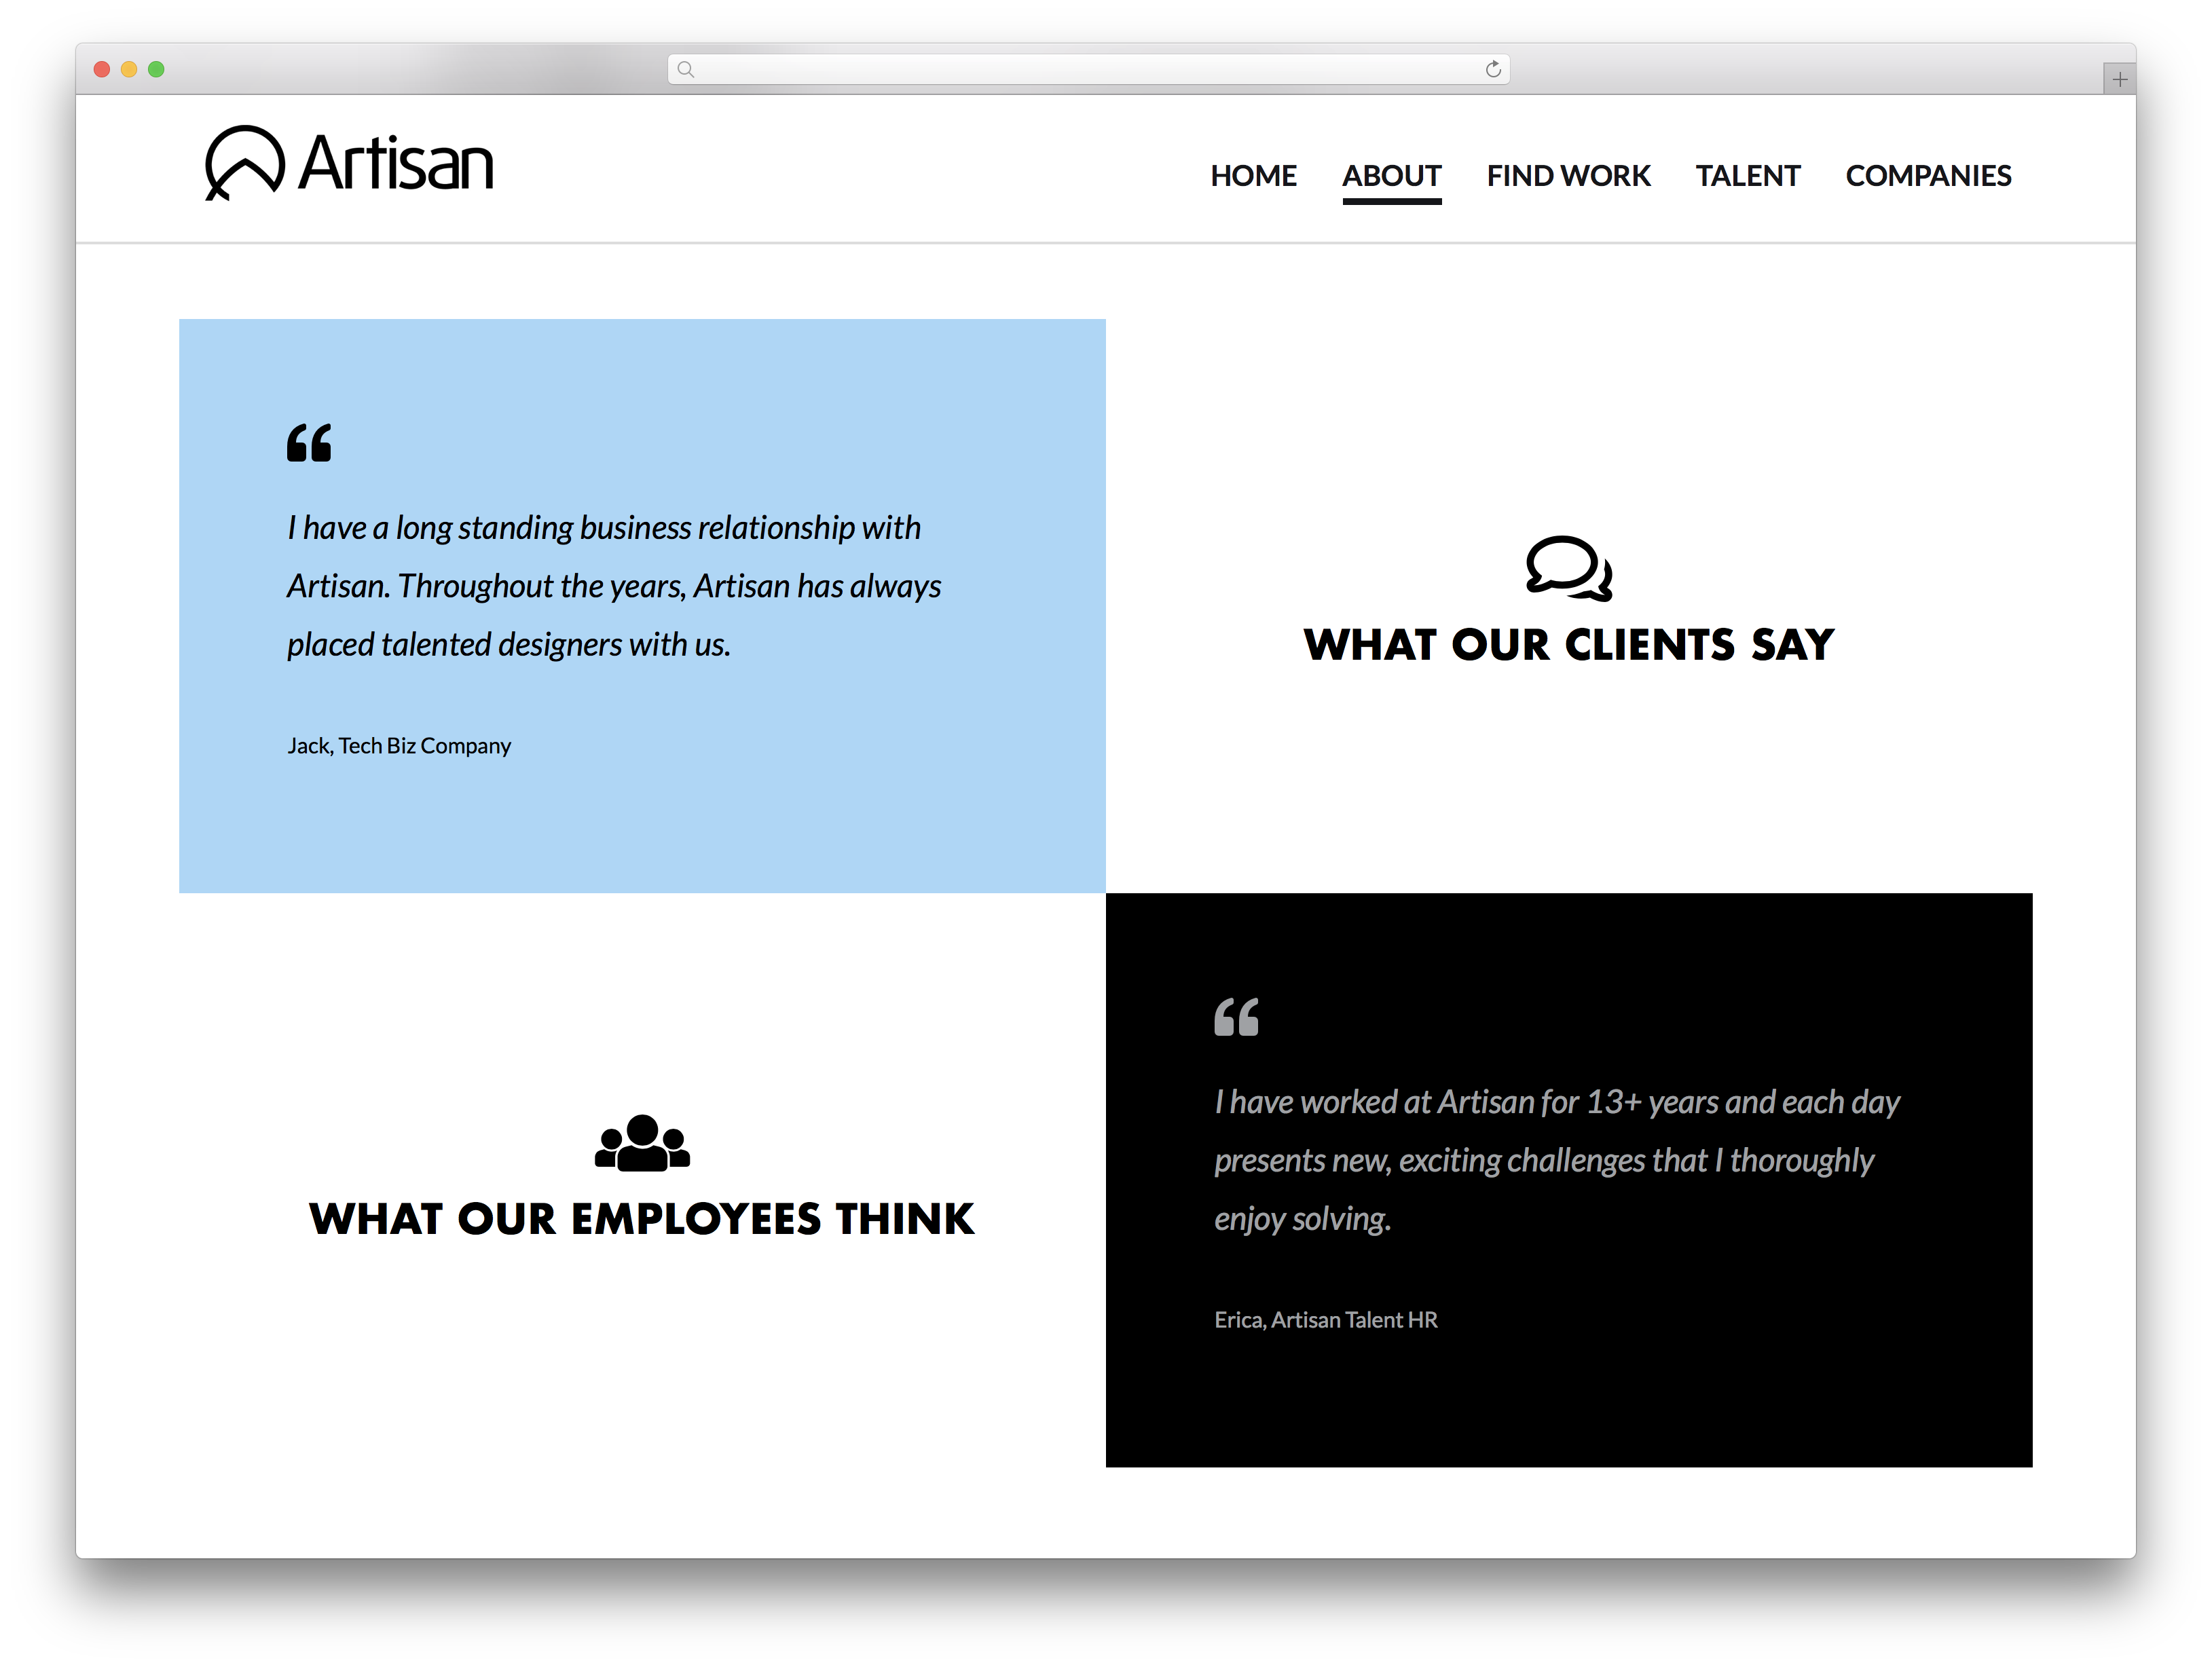 Artisan
HOME ABOUT FIND WORK TALENT COMPANIES
“
I have a long standing business relationship with
Artisan. Throughout the years, Artisan has always
placed talented designers with us.
Jack, Tech Biz Company
WHAT OUR CLIENTS SAY
WHAT OUR EMPLOYEES THINK
“
I have worked at Artisan for 13+ years and each day
presents new, exciting challenges that I thoroughly
enjoy solving.
Erica, Artisan Talent HR